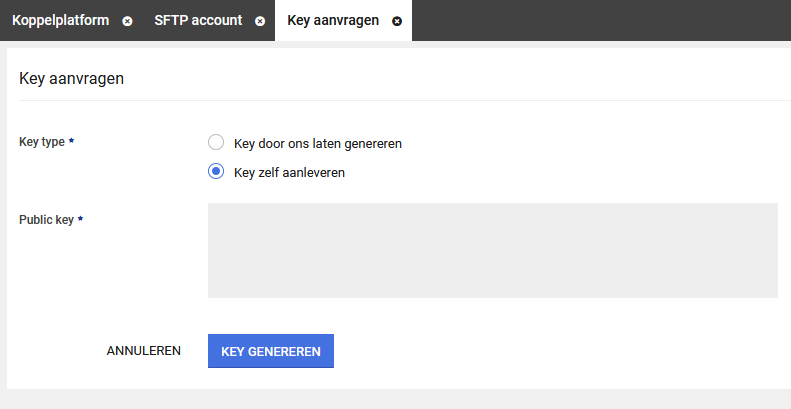 Koppelplatform SFTP account Key aanvragen
Key aanvragen
Key type *
Key door ons laten genereren
Key zelf aanleveren
Public key *
ANNULEREN KEY GENEREREN